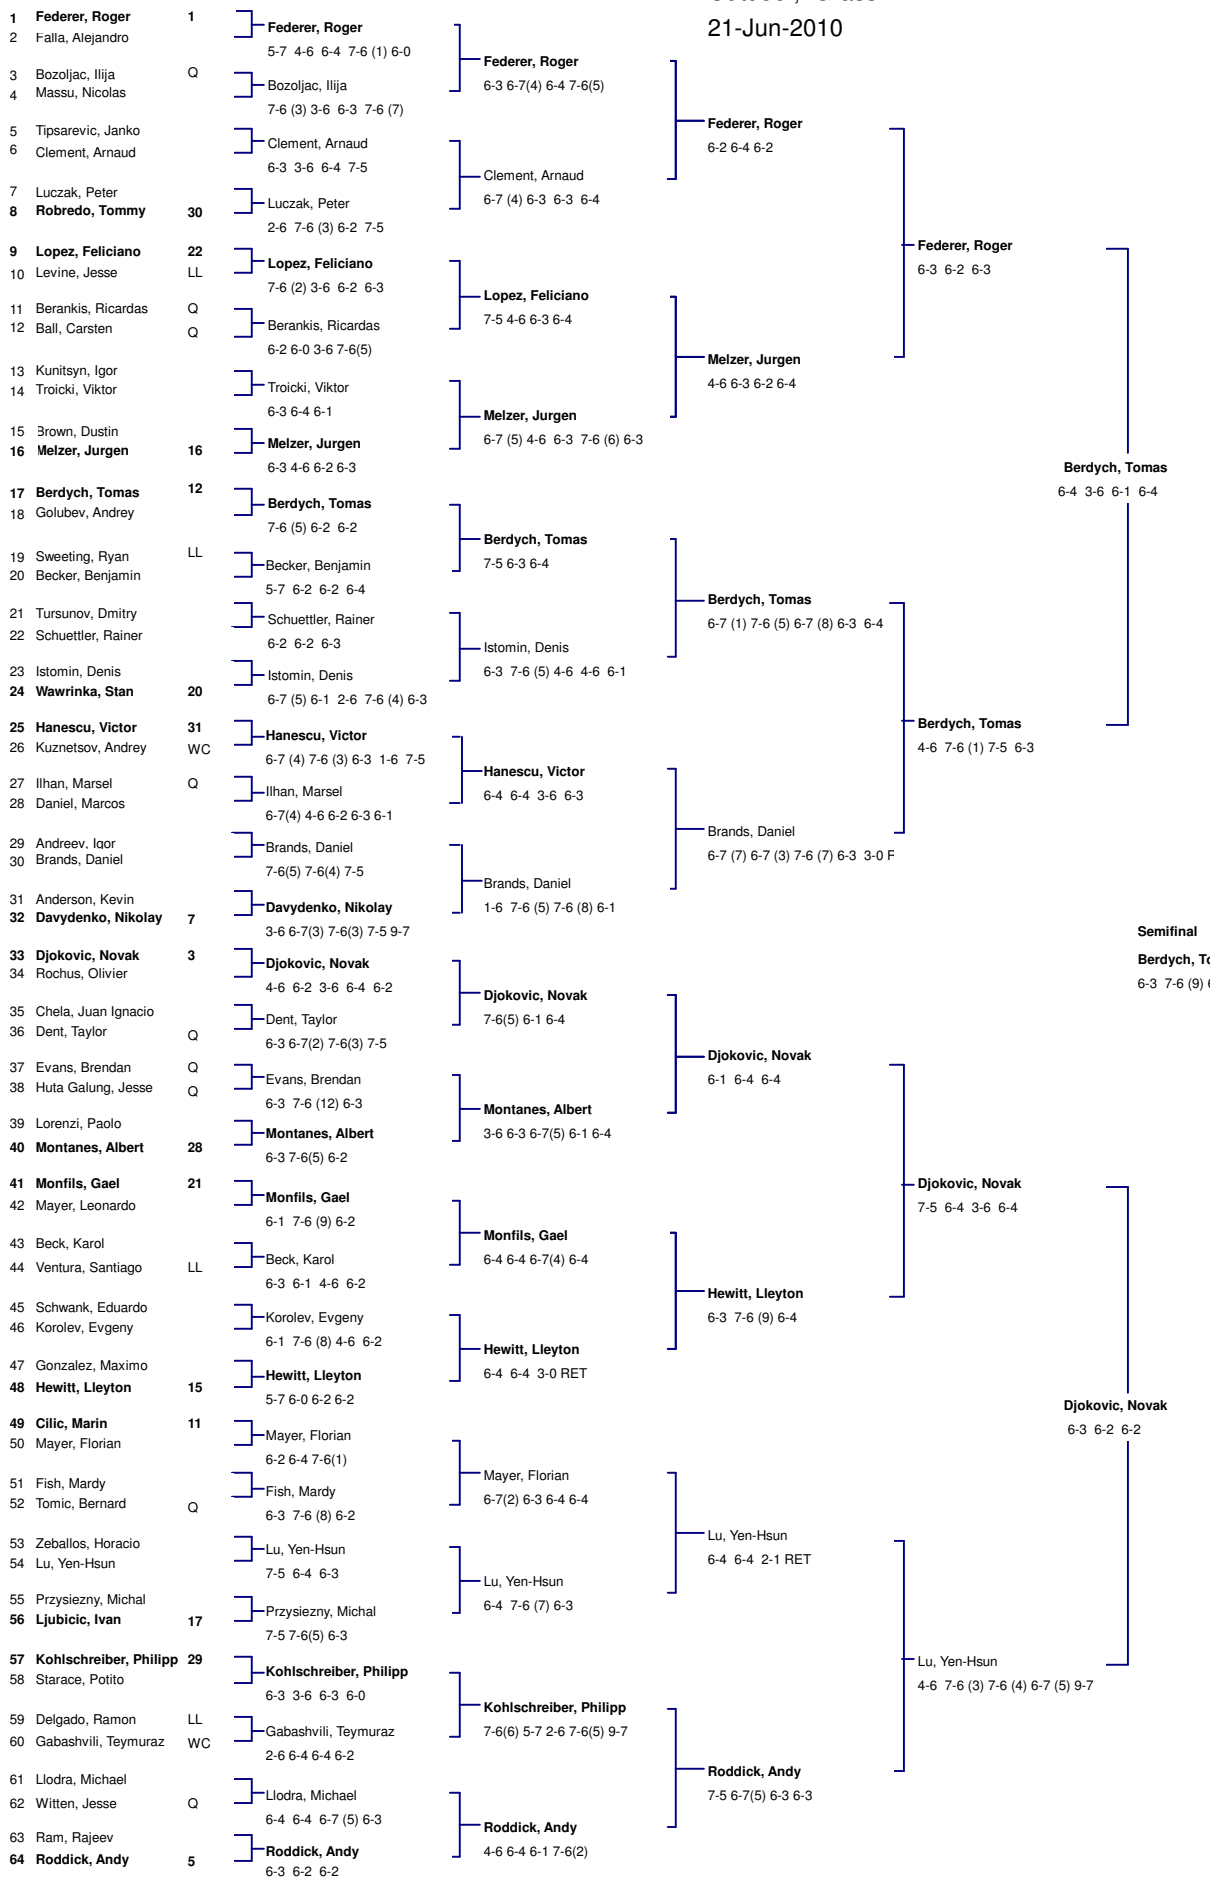 21-Jun-2010
1 Federer, Roger 1
2 Falla, Alejandro
3 Bozoljac, Ilija Q
4 Massu, Nicolas
5 Tipsarevic, Janko
6 Clement, Arnaud
7 Luczak, Peter
8 Robredo, Tommy 30
9 Lopez, Feliciano 22
10 Levine, Jesse LL
11 Berankis, Ricardas Q
12 Ball, Carsten Q
13 Kunitsyn, Igor
14 Troicki, Viktor
15 Brown, Dustin
16 Melzer, Jurgen 16
17 Berdych, Tomas 12
18 Golubev, Andrey
19 Sweeting, Ryan LL
20 Becker, Benjamin
21 Tursunov, Dmitry
22 Schuettler, Rainer
23 Istomin, Denis
24 Wawrinka, Stan 20
25 Hanescu, Victor 31
26 Kuznetsov, Andrey WC
27 Ilhan, Marsel Q
28 Daniel, Marcos
29 Andreev, Igor
30 Brands, Daniel
31 Anderson, Kevin
32 Davydenko, Nikolay 7
33 Djokovic, Novak 3
34 Rochus, Olivier
35 Chela, Juan Ignacio
36 Dent, Taylor Q
37 Evans, Brendan Q
38 Huta Galung, Jesse Q
39 Lorenzi, Paolo
40 Montanes, Albert 28
41 Monfils, Gael 21
42 Mayer, Leonardo
43 Beck, Karol
44 Ventura, Santiago LL
45 Schwank, Eduardo
46 Korolev, Evgeny
47 Gonzalez, Maximo
48 Hewitt, Lleyton 15
49 Cilic, Marin 11
50 Mayer, Florian
51 Fish, Mardy
52 Tomic, Bernard Q
53 Zeballos, Horacio
54 Lu, Yen-Hsun
55 Przysiezny, Michal
56 Ljubicic, Ivan 17
57 Kohlschreiber, Philipp 29
58 Starace, Potito
59 Delgado, Ramon LL
60 Gabashvili, Teymuraz WC
61 Llodra, Michael
62 Witten, Jesse Q
63 Ram, Rajeev
64 Roddick, Andy 5
Federer, Roger
5-7 4-6 6-4 7-6 (1) 6-0
Bozoljac, Ilija
7-6 (3) 3-6 6-3 7-6 (7)
Clement, Arnaud
6-3 3-6 6-4 7-5
Luczak, Peter
2-6 7-6 (3) 6-2 7-5
Lopez, Feliciano
7-6 (2) 3-6 6-2 6-3
Berankis, Ricardas
6-2 6-0 3-6 7-6(5)
Troicki, Viktor
6-3 6-4 6-1
Melzer, Jurgen
6-3 4-6 6-2 6-3
Berdych, Tomas
7-6 (5) 6-2 6-2
Becker, Benjamin
5-7 6-2 6-2 6-4
Schuettler, Rainer
6-2 6-2 6-3
Istomin, Denis
6-7 (5) 6-1 2-6 7-6 (4) 6-3
Hanescu, Victor
6-7 (4) 7-6 (3) 6-3 1-6 7-5
Ilhan, Marsel
6-7(4) 4-6 6-2 6-3 6-1
Brands, Daniel
7-6(5) 7-6(4) 7-5
Davydenko, Nikolay
3-6 6-7(3) 7-6(3) 7-5 9-7
Djokovic, Novak
4-6 6-2 3-6 6-4 6-2
Dent, Taylor
6-3 6-7(2) 7-6(3) 7-5
Evans, Brendan
6-3 7-6 (12) 6-3
Montanes, Albert
6-3 7-6(5) 6-2
Monfils, Gael
6-1 7-6 (9) 6-2
Beck, Karol
6-3 6-1 4-6 6-2
Korolev, Evgeny
6-1 7-6 (8) 4-6 6-2
Hewitt, Lleyton
5-7 6-0 6-2 6-2
Mayer, Florian
6-2 6-4 7-6(1)
Fish, Mardy
6-3 7-6 (8) 6-2
Lu, Yen-Hsun
7-5 6-4 6-3
Przysiezny, Michal
7-5 7-6(5) 6-3
Kohlschreiber, Philipp
6-3 3-6 6-3 6-0
Gabashvili, Teymuraz
2-6 6-4 6-4 6-2
Llodra, Michael
6-4 6-4 6-7 (5) 6-3
Roddick, Andy
6-3 6-2 6-2
Federer, Roger
6-3 6-7(4) 6-4 7-6(5)
Clement, Arnaud
6-7 (4) 6-3 6-3 6-4
Lopez, Feliciano
7-5 4-6 6-3 6-4
Melzer, Jurgen
6-7 (5) 4-6 6-3 7-6 (6) 6-3
Berdych, Tomas
7-5 6-3 6-4
Istomin, Denis
6-3 7-6 (5) 4-6 4-6 6-1
Hanescu, Victor
6-4 6-4 3-6 6-3
Brands, Daniel
1-6 7-6 (5) 7-6 (8) 6-1
Djokovic, Novak
7-6(5) 6-1 6-4
Montanes, Albert
3-6 6-3 6-7(5) 6-1 6-4
Monfils, Gael
6-4 6-4 6-7(4) 6-4
Hewitt, Lleyton
6-4 6-4 3-0 RET
Mayer, Florian
6-7(2) 6-3 6-4 6-4
Lu, Yen-Hsun
6-4 7-6 (7) 6-3
Kohlschreiber, Philipp
7-6(6) 5-7 2-6 7-6(5) 9-7
Roddick, Andy
4-6 6-4 6-1 7-6(2)
Federer, Roger
6-2 6-4 6-2
Melzer, Jurgen
4-6 6-3 6-2 6-4
Berdych, Tomas
6-7 (1) 7-6 (5) 6-7 (8) 6-3 6-4
Brands, Daniel
6-7 (7) 6-7 (3) 7-6 (7) 6-3 3-0
Djokovic, Novak
6-1 6-4 6-4
Hewitt, Lleyton
6-3 7-6 (9) 6-4
Lu, Yen-Hsun
6-4 6-4 2-1 RET
Roddick, Andy
7-5 6-7(5) 6-3 6-3
Federer, Roger
6-3 6-2 6-3
Berdych, Tomas
4-6 7-6 (1) 7-5 6-3
Djokovic, Novak
7-5 6-4 3-6 6-4
Lu, Yen-Hsun
4-6 7-6 (3) 7-6 (4) 6-7 (5) 9-7
Berdych, Tomas
6-4 3-6 6-1 6-4
Djokovic, Novak
6-3 6-2 6-2
Semifinal
Berdych,
6-3 7-6 (9)